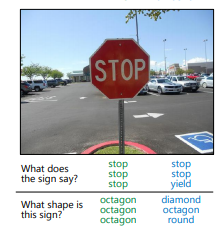 STOP
What does
the sign say?
stop
stop
stop
stop
stop
yield
What shape is
this sign?
octagon
octagon
octagon
diamond
octagon
round